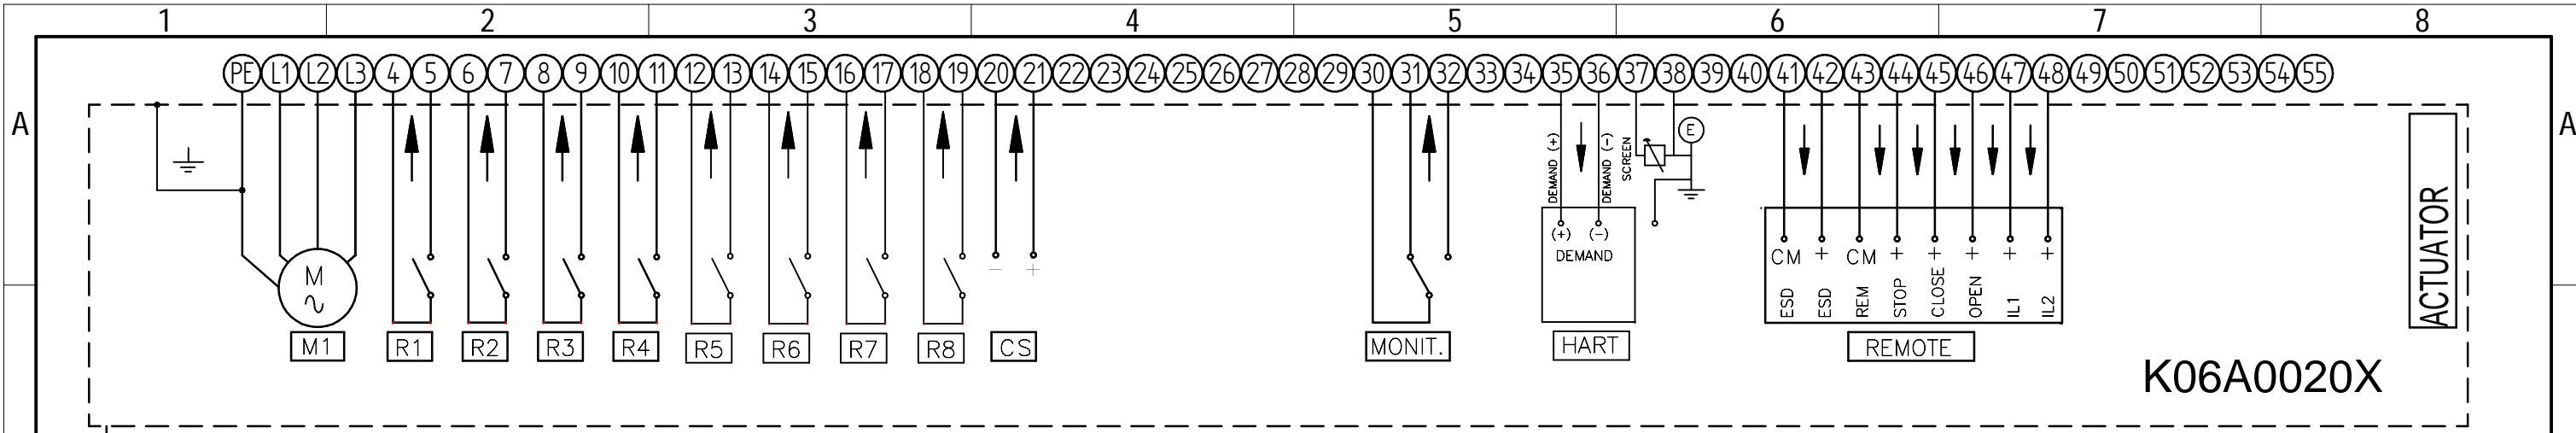 1 2 3 4 5 6 7 8
PE L1 L2 L3 4 5 6 7 8 9 10 11 12 13 14 15 16 17 18 19 20 21 22 23 24 25 26 27 28 29 30 31 32 33 34 35 36 37 38 39 40 41 42 43 44 45 46 47 48 49 50 51 52 53 54 55
A A
DEMAND (+) DEMAND (-) SCREEN E
(+) (-)
DEMAND
- +
CM + CM + + + + +
ESD ESD REM STOP CLOSE OPEN IL1 IL2
M
M1 R1 R2 R3 R4 R5 R6 R7 R8 CS MONIT. HART REMOTE
ACTUATOR
K06A0020X